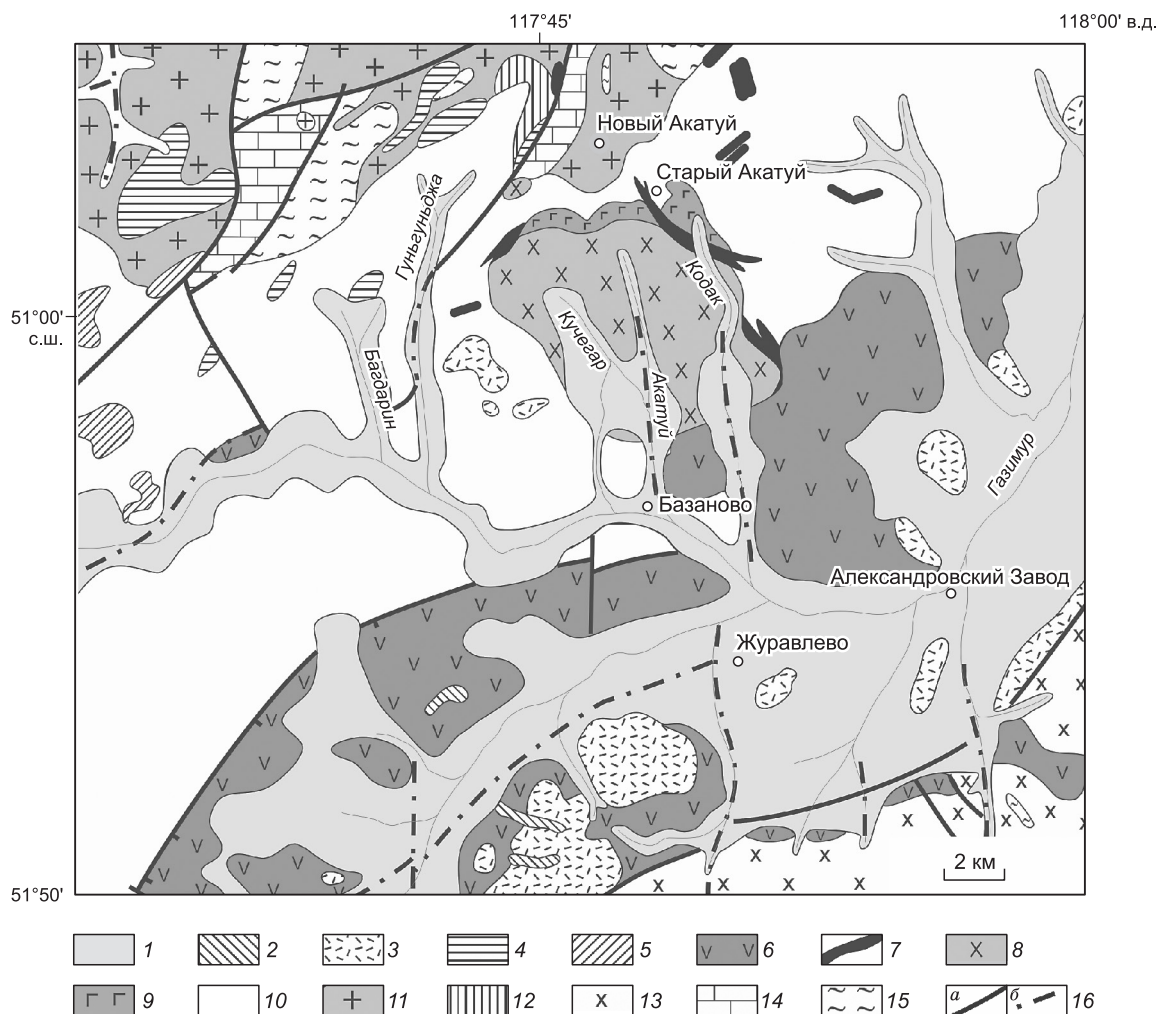 117°45'
118°00' в.д.
Новый Акатуй
Старый Акатуй
Гуньгуньджа
Кодак
51°00'
с.ш.
Кучегар
Багдарин
Акатуй
Газимур
Базаново
Александровский Завод
Журавлево
2 км
51°50'
1 2 3 4 5 6 7 8
9 10 11 12 13 14 15 а б 16